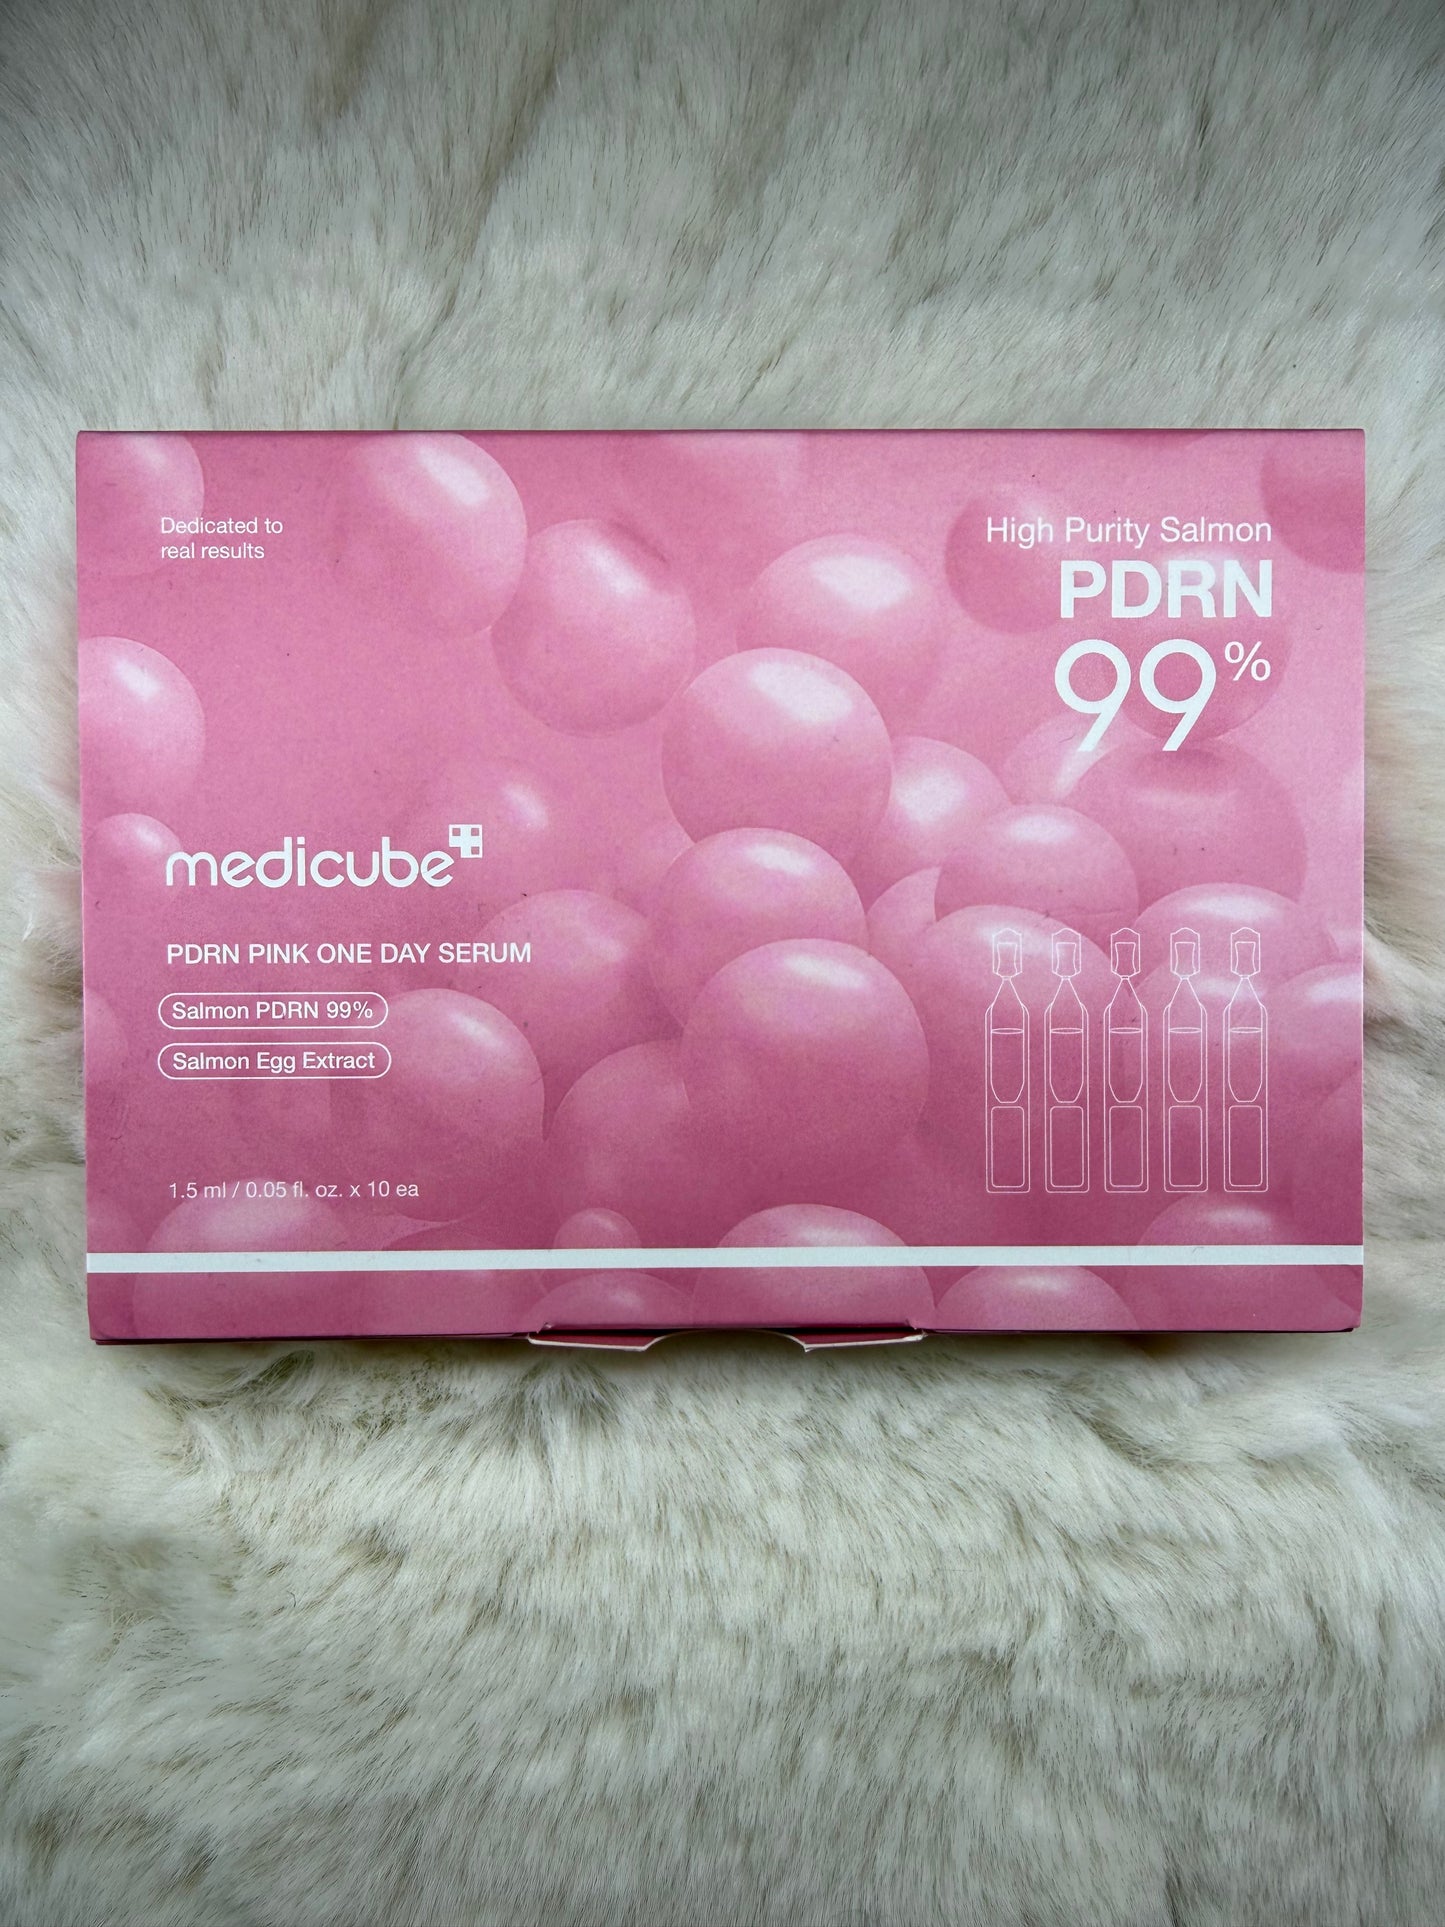 Dedicated to
real results
High Purity Salmon
PDRN
99%
medicube
PDRN PINK ONE DAY SERUM
Salmon PDRN 99%
Salmon Egg Extract
1.5 ml / 0.05 fl. oz. x 10 ea